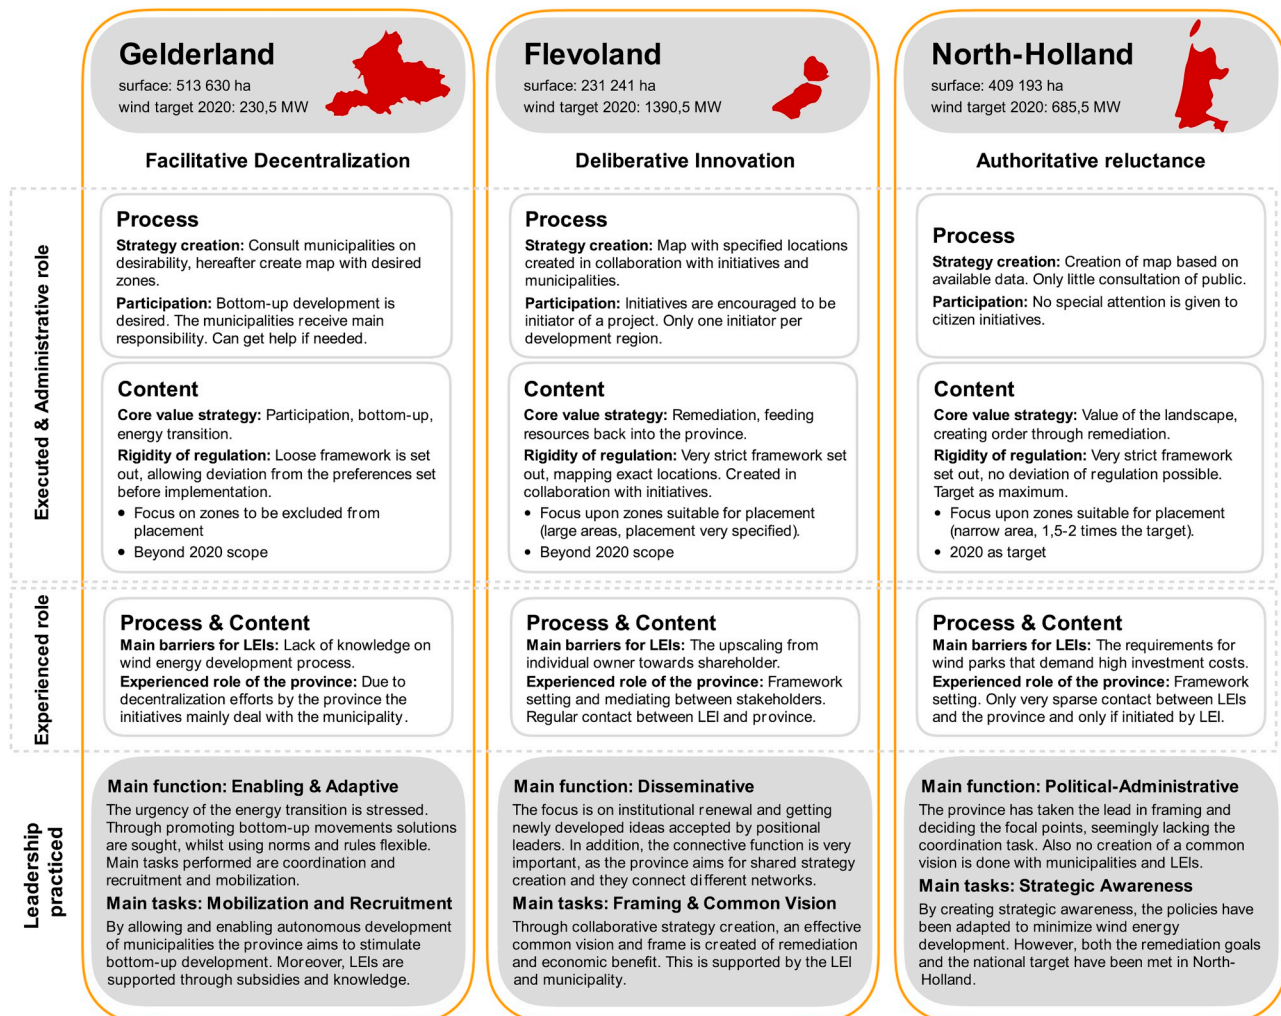 Gelderland
surface: 513 630 ha
wind target 2020: 230,5 MW
Flevoland
surface: 231 241 ha
wind target 2020: 1390,5 MW
North-Holland
surface: 409 193 ha
wind target 2020: 685,5 MW
Facilitative Decentralization
Deliberative Innovation
Authoritative reluctance
Executed & Administrative role
Process
Strategy creation: Consult municipalities on
desirability, hereafter create map with desired
zones.
Participation: Bottom-up development is
desired. The municipalities receive main
responsibility. Can get help if needed.
Process
Strategy creation: Map with specified locations
created in collaboration with initiatives and
municipalities.
Participation: Initiatives are encouraged to be
initiator of a project. Only one initiator per
development region.
Process
Strategy creation: Creation of map based on
available data. Only little consultation of public.
Participation: No special attention is given to
citizen initiatives.
Content
Core value strategy: Participation, bottom-up,
energy transition.
Rigidity of regulation: Loose framework is set
out, allowing deviation from the preferences set
before implementation.
• Focus on zones to be excluded from
placement
• Beyond 2020 scope
Content
Core value strategy: Remediation, feeding
resources back into the province.
Rigidity of regulation: Very strict framework set
out, mapping exact locations. Created in
collaboration with initiatives.
• Focus upon zones suitable for placement
(large areas, placement very specified).
• Beyond 2020 scope
Content
Core value strategy: Value of the landscape,
creating order through remediation.
Rigidity of regulation: Very strict framework
set out, no deviation of regulation possible.
Target as maximum.
• Focus upon zones suitable for placement
(narrow area, 1,5-2 times the target).
• 2020 as target
Experienced role
Process & Content
Main barriers for LEIs: Lack of knowledge on
wind energy development process.
Experienced role of the province: Due to
decentralization efforts by the province the
initiatives mainly deal with the municipality.
Process & Content
Main barriers for LEIs: The upscaling from
individual owner towards shareholder.
Experienced role of the province: Framework
setting and mediating between stakeholders.
Regular contact between LEI and province.
Process & Content
Main barriers for LEIs: The requirements for
wind parks that demand high investment costs.
Experienced role of the province: Framework
setting. Only very sparse contact between LEIs
and the province and only if initiated by LEI.
Leadership
practiced
Main function: Enabling & Adaptive
The urgency of the energy transition is stressed.
Through promoting bottom-up movements solutions
are sought, whilst using norms and rules flexible.
Main tasks performed are coordination and
recruitment and mobilization.
Main tasks: Mobilization and Recruitment
By allowing and enabling autonomous development
of municipalities the province aims to stimulate
bottom-up development. Moreover, LEIs are
supported through subsidies and knowledge.
Main function: Disseminative
The focus is on institutional renewal and getting
newly developed ideas accepted by positional
leaders. In addition, the connective function is very
important, as the province aims for shared strategy
creation and they connect different networks.
Main tasks: Framing & Common Vision
Through collaborative strategy creation, an effective
common vision and frame is created of remediation
and economic benefit. This is supported by the LEI
and municipality.
Main function: Political-Administrative
The province has taken the lead in framing and
deciding the focal points, seemingly lacking the
coordination task. Also no creation of a common
vision is done with municipalities and LEIs.
Main tasks: Strategic Awareness
By creating strategic awareness, the policies have
been adapted to minimize wind energy
development. However, both the remediation goals
and the national target have been met in North-
Holland.